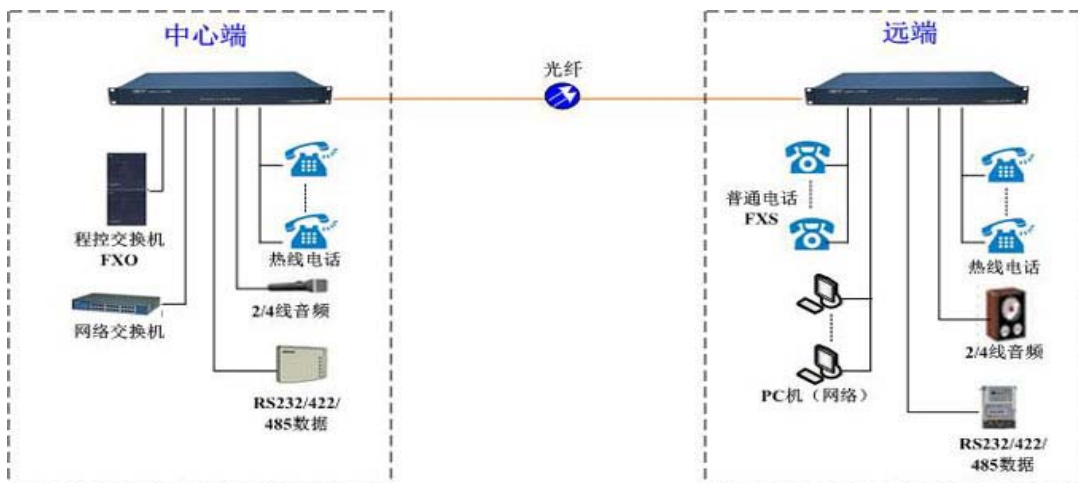 中心端
远端
光纤
程控交换机
FXO
热线电话
网络交换机
2/4线音频
RS232/422/
485数据
普通电话
FXS
热线电话
PC机（网络）
2/4线音频
RS232/422/
485数据